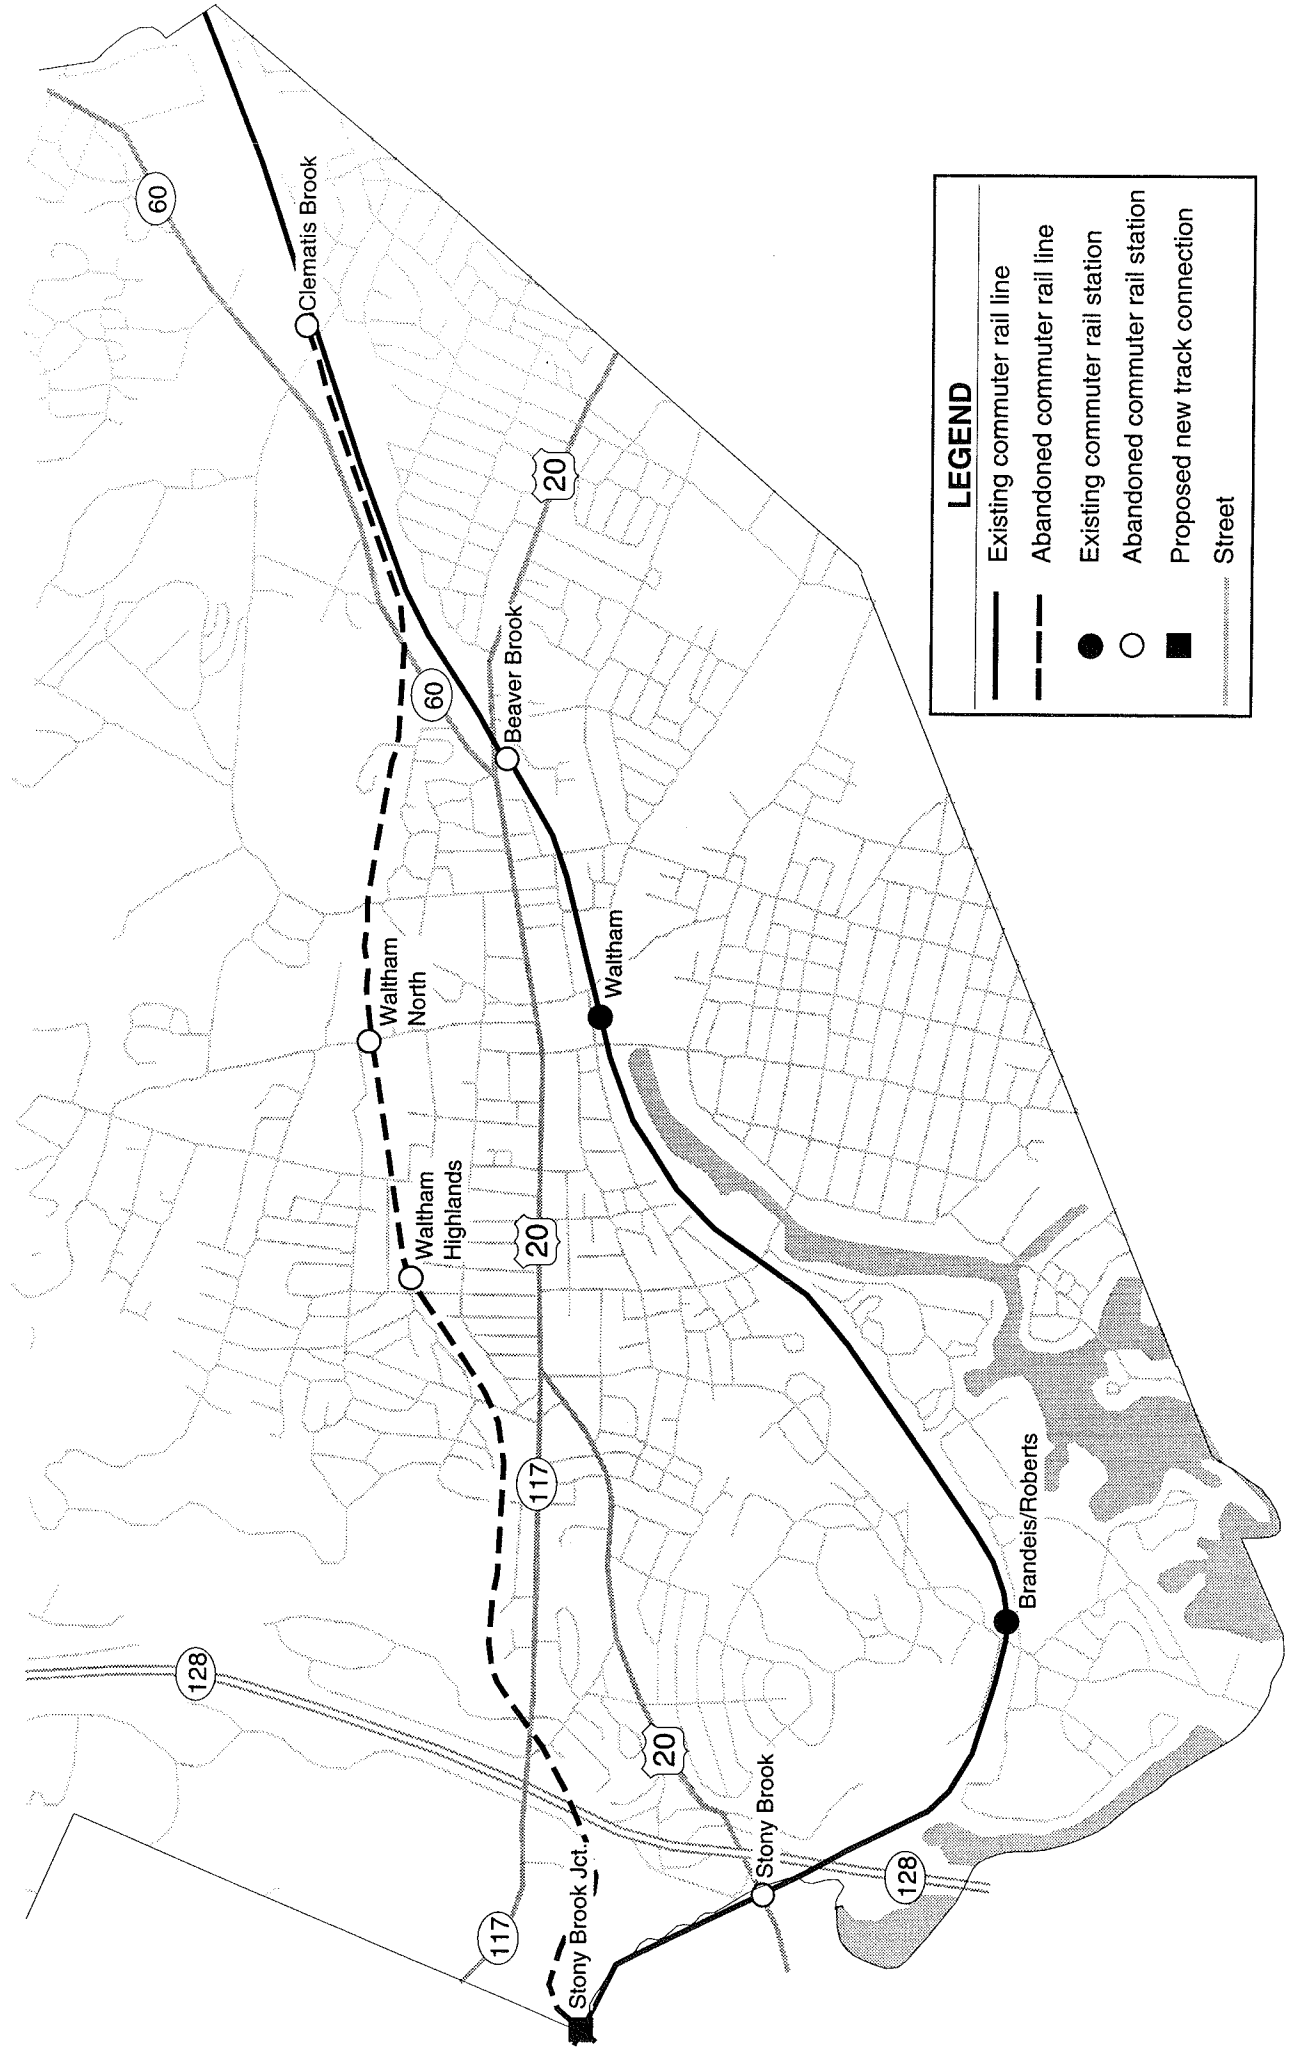 60
Clematis Brook
20
60
Beaver Brook
Waltham
North
Waltham
Waltham
Highlands
20
117
Brandeis/Roberts
128
20
Stony Brook
128
117
Stony Brook Jct.
LEGEND
Existing commuter rail line
Abandoned commuter rail line
Existing commuter rail station
Abandoned commuter rail station
Proposed new track connection
Street